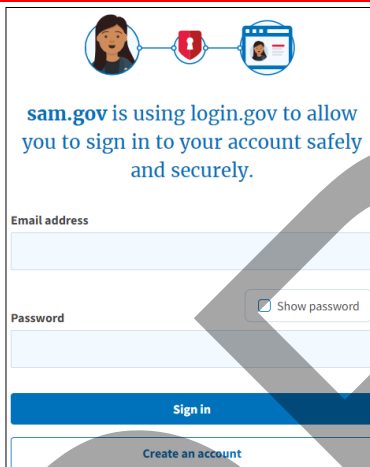 sam.gov is using login.gov to allow
you to sign in to your account safely
and securely.
Email address
Show password
Password
Sign in
Create an account